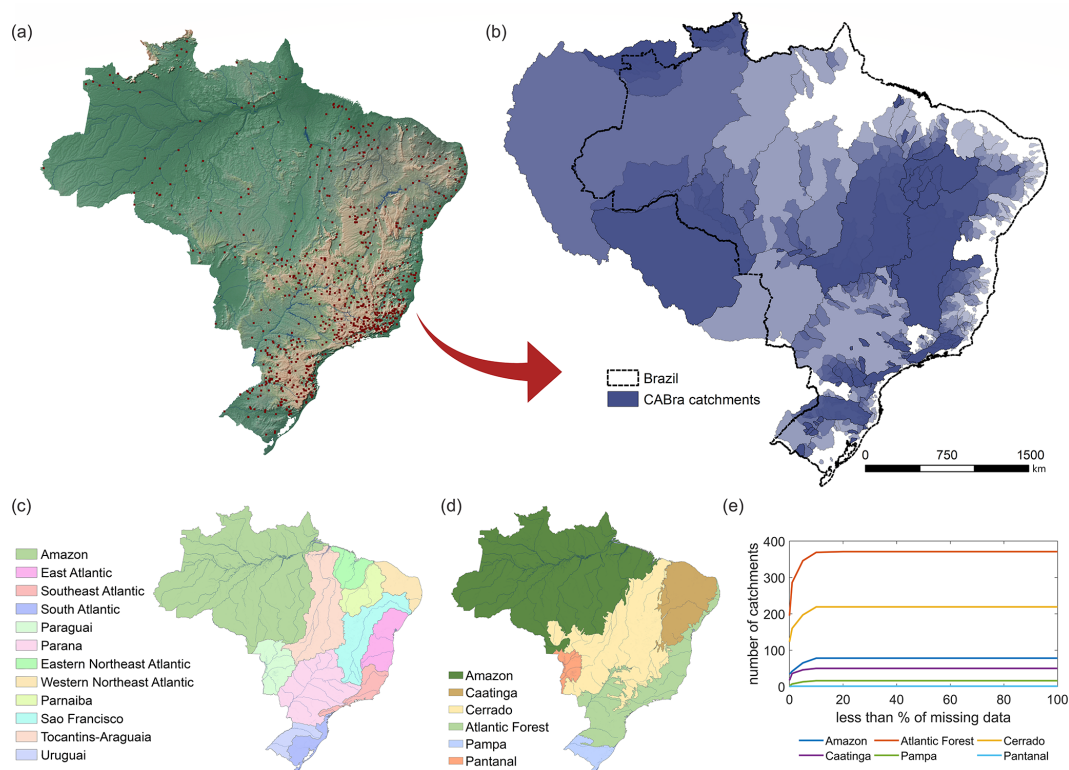 (a)
(b)
Brazil
CABra catchments
0 750 1500
km
(c)
Amazon
East Atlantic
Southeast Atlantic
South Atlantic
Paraguai
Parana
Eastern Northeast Atlantic
Western Northeast Atlantic
Parnaiba
Sao Francisco
Tocantins-Araguaia
Uruguai
(d)
Amazon
Caatinga
Cerrado
Atlantic Forest
Pampa
Pantanal
(e)
number of catchments
400
300
200
100
0
0 20 40 60 80 100
less than % of missing data
Amazon Atlantic Forest Cerrado
Caatinga Pampa Pantanal